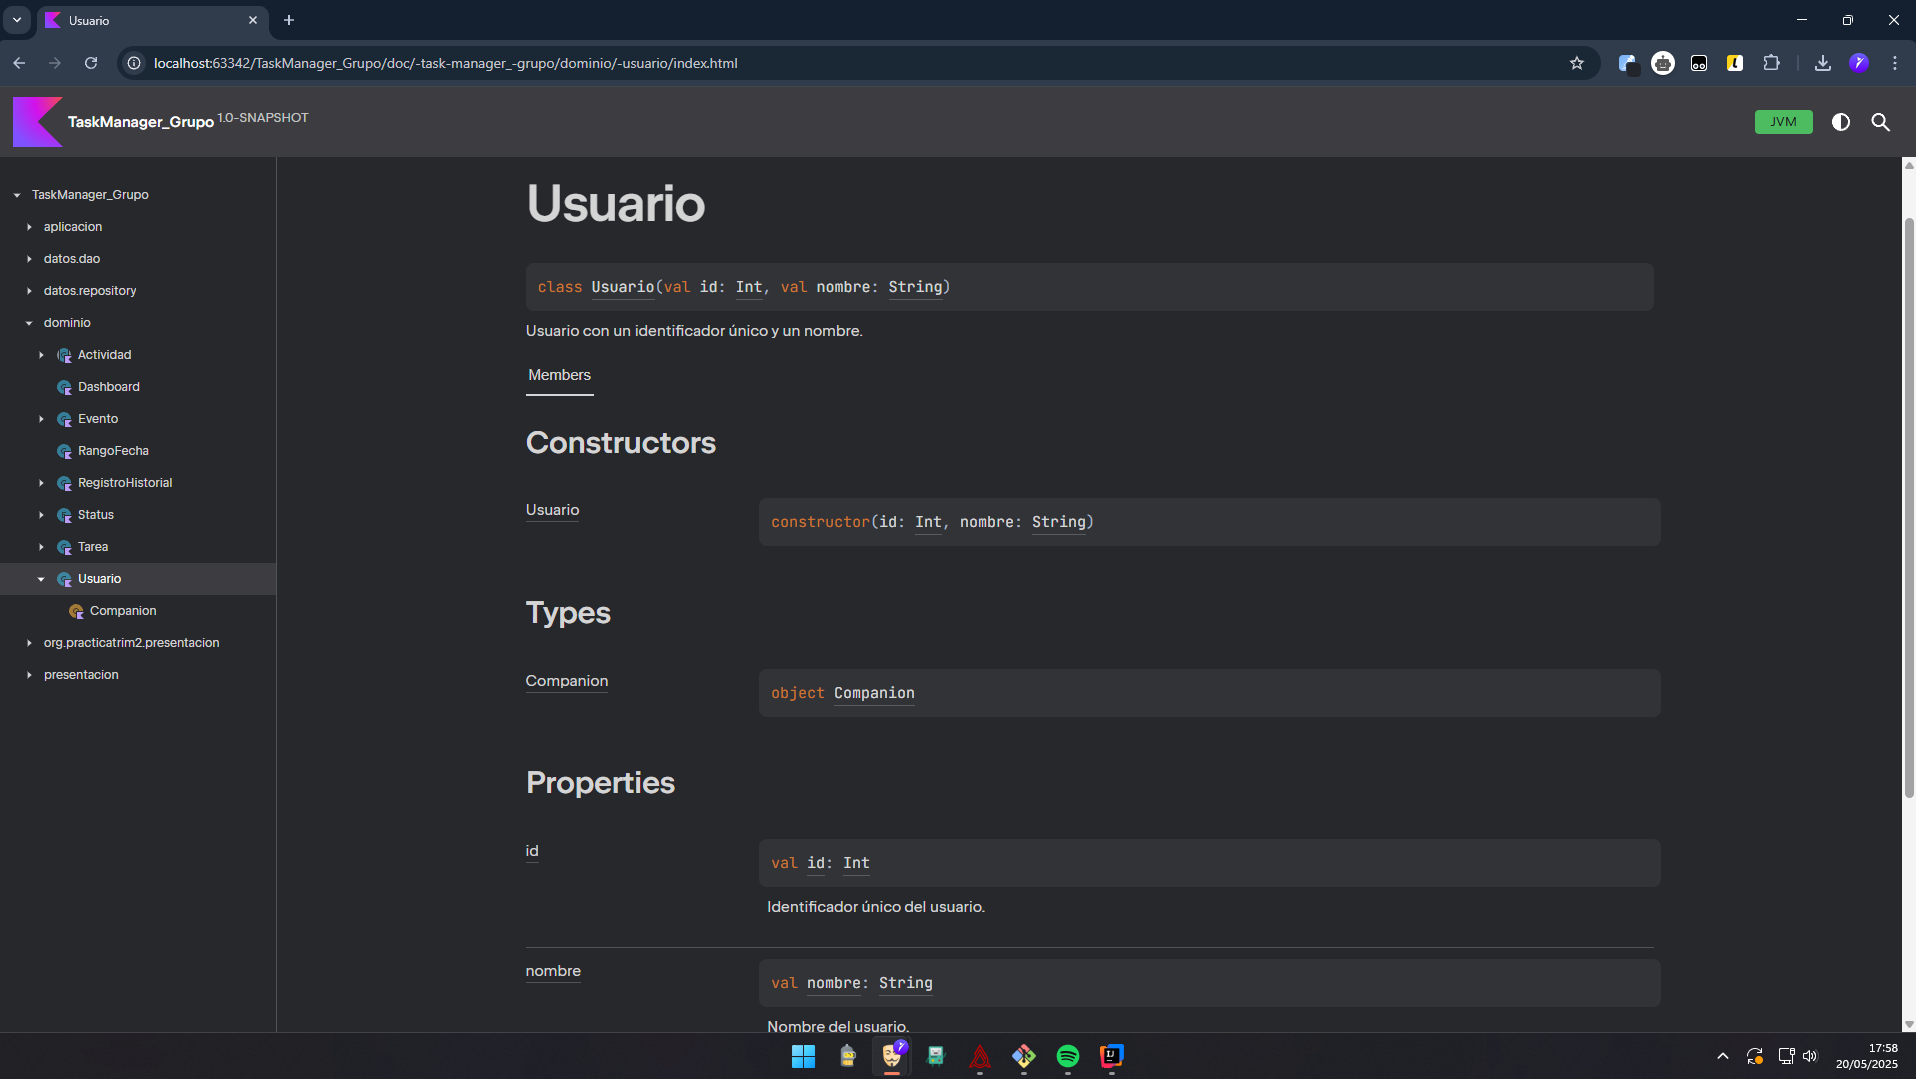 Usuario
localhost:63342/TaskManager_Grupo/doc/-task-manager_-grupo/dominio/-usuario/index.html
TaskManager_Grupo 1.0-SNAPSHOT
JVM
TaskManager_Grupo
aplicacion
datos.dao
datos.repository
dominio
Actividad
Dashboard
Evento
RangoFecha
RegistroHistorial
Status
Tarea
Usuario
Companion
org.practicatrim2.presentacion
presentacion
Usuario
class Usuario(val id: Int, val nombre: String)
Usuario con un identificador único y un nombre.
Members
Constructors
Usuario
constructor(id: Int, nombre: String)
Types
Companion
object Companion
Properties
id
val id: Int
Identificador único del usuario.
nombre
val nombre: String
Nombre del usuario.
17:58
20/05/2025